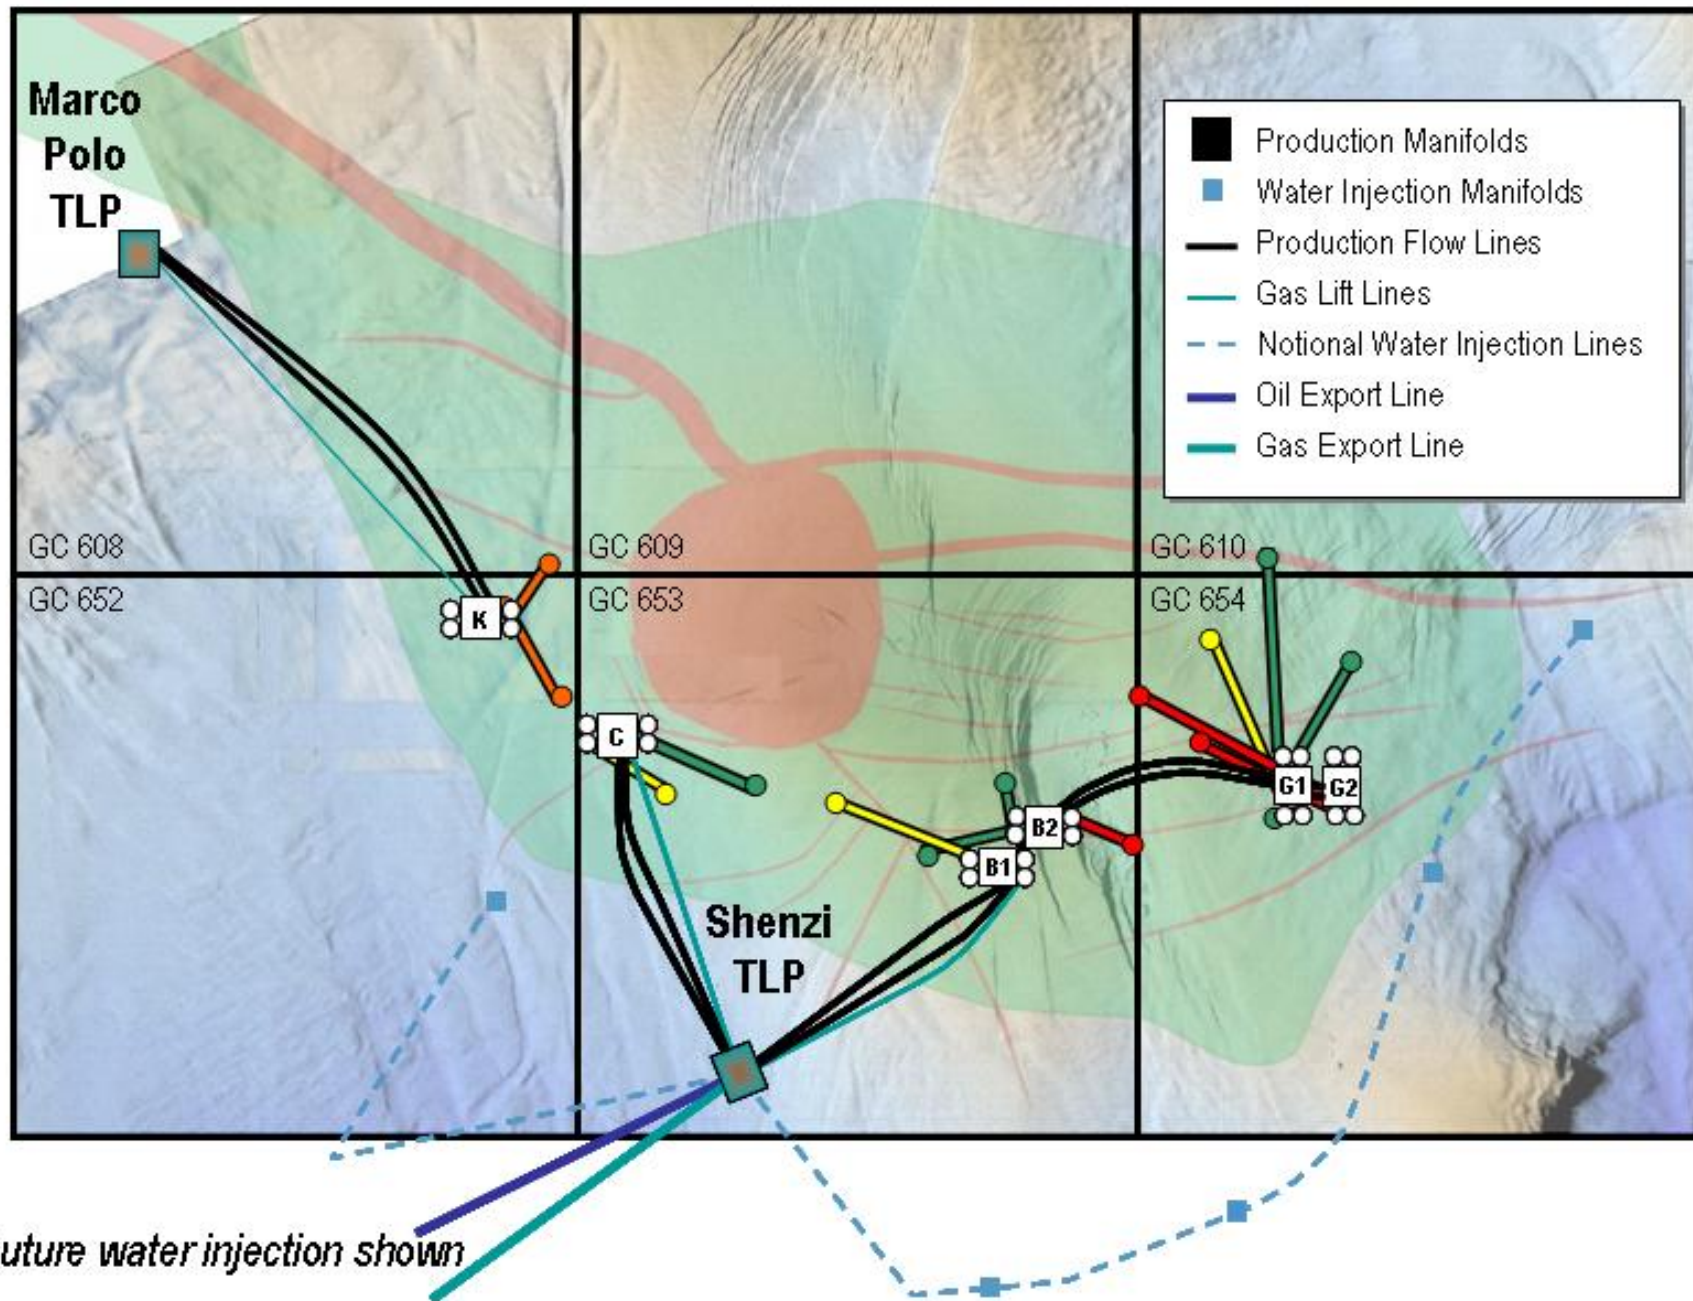 Marco
Polo
TLP
Production Manifolds
Water Injection Manifolds
Production Flow Lines
Gas Lift Lines
Notional Water Injection Lines
Oil Export Line
Gas Export Line
GC 608
GC 609
GC 610
GC 652
GC 653
GC 654
K
C
G1
G2
B2
B1
Shenzi
TLP
uture water injection shown